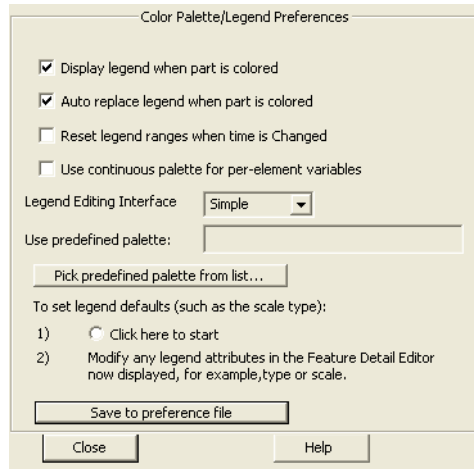 Color Palette/Legend Preferences
Display legend when part is colored
Auto replace legend when part is colored
Reset legend ranges when time is Changed
Use continuous palette for per-element variables
Legend Editing Interface Simple
Use predefined palette:
Pick predefined palette from list...
To set legend defaults (such as the scale type):
1) Click here to start
2) Modify any legend attributes in the Feature Detail Editor
now displayed, for example,type or scale.
Save to preference file
Close Help